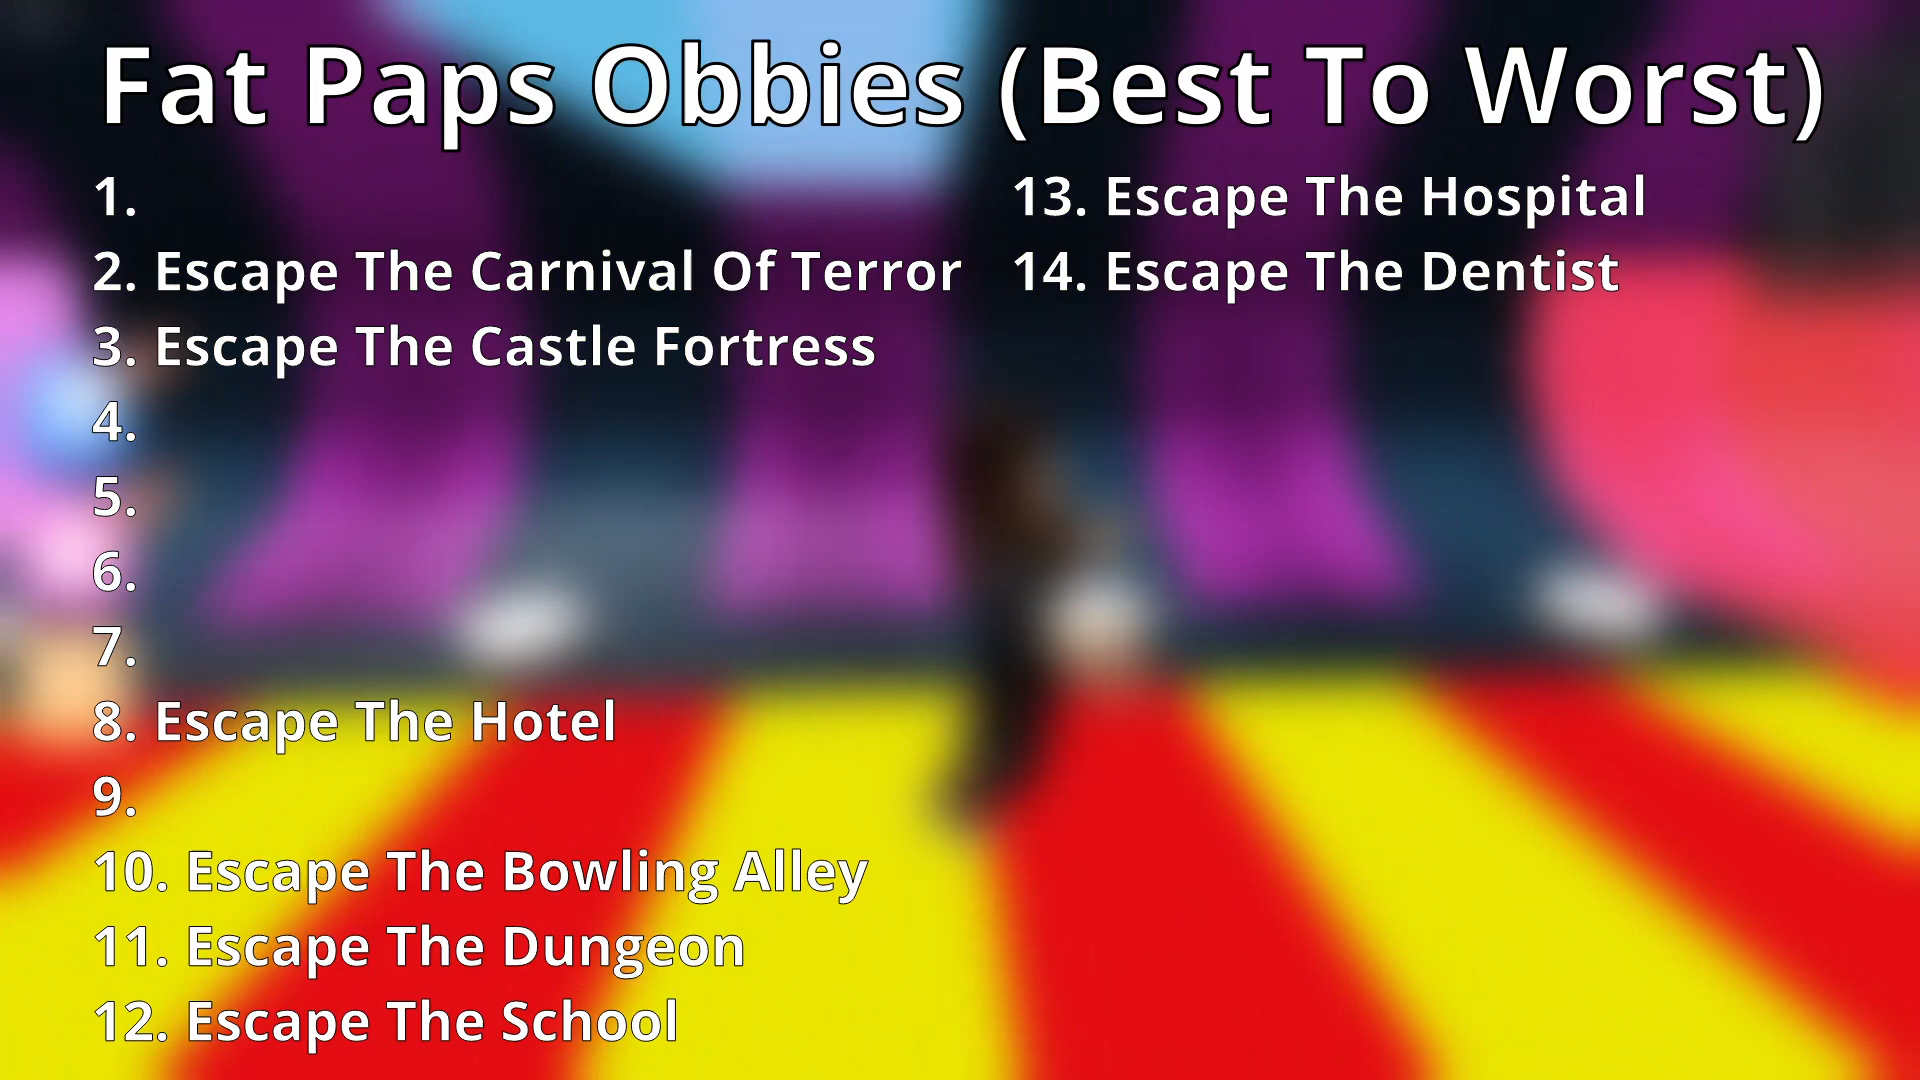 Fat Paps Obbies (Best To Worst)
1.
2. Escape The Carnival Of Terror
3. Escape The Castle Fortress
4.
5.
6.
7.
8. Escape The Hotel
9.
10. Escape The Bowling Alley
11. Escape The Dungeon
12. Escape The School
13. Escape The Hospital
14. Escape The Dentist